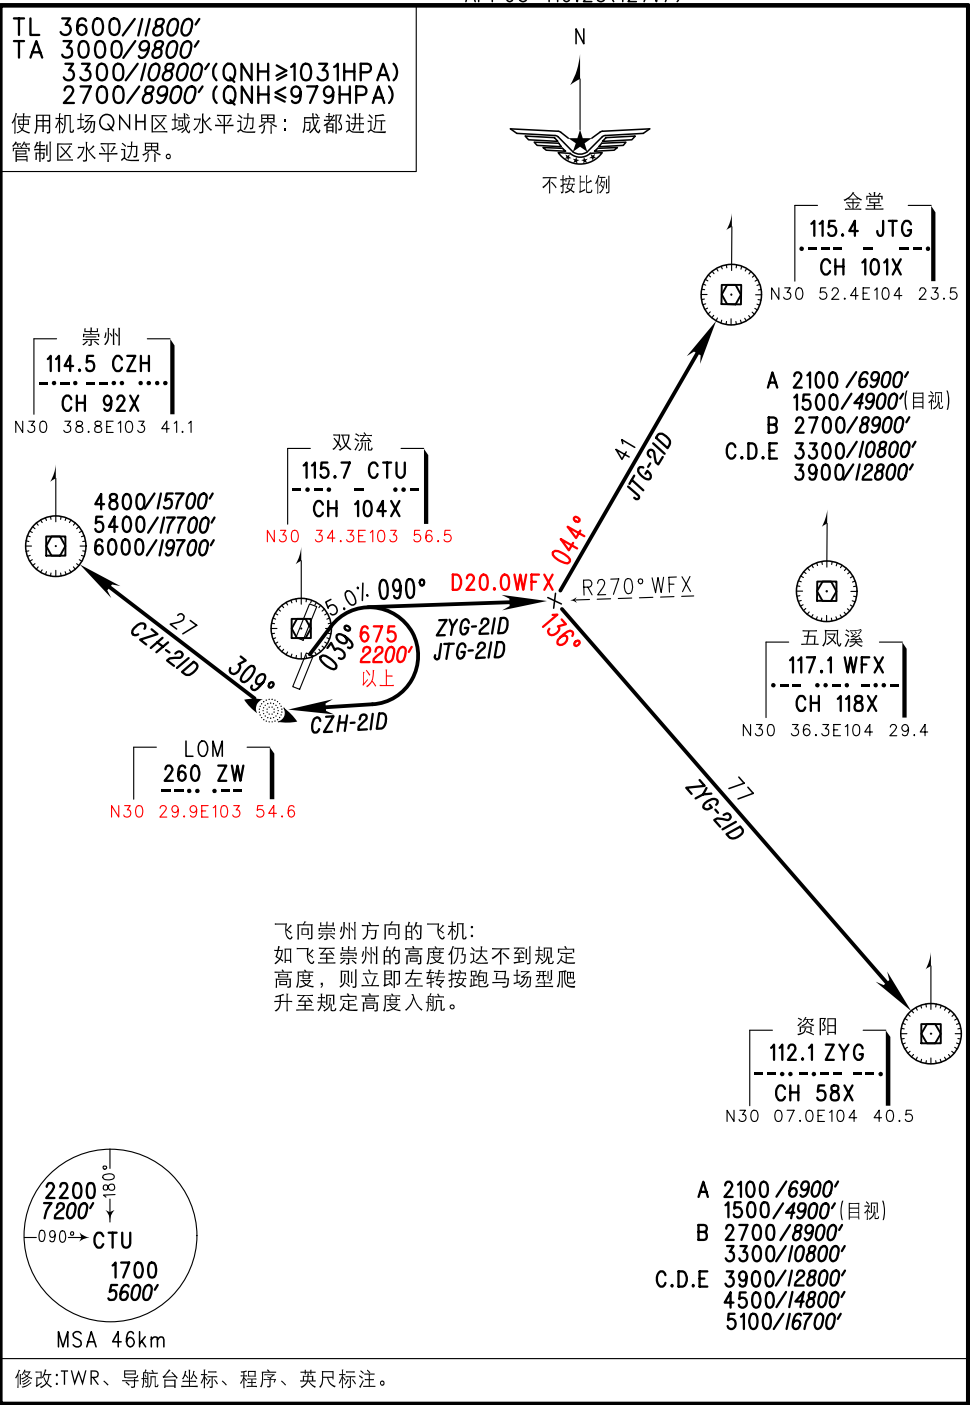 TL 3600/11800′
TA 3000/9800′
3300/10800′(QNH≥1031HPA)
2700/8900′(QNH≤979HPA)
使用机场QNH区域水平边界：成都进近
管制区水平边界。
N
不按比例
金堂
115.4 JTG
CH 101X
N30 52.4E104 23.5
崇州
114.5 CZH
CH 92X
N30 38.8E103 41.1
A 2100/6900′
1500/4900′(目视)
B 2700/8900′
C.D.E 3300/10800′
3900/12800′
双流
115.7 CTU
CH 104X
N30 34.3E103 56.5
4800/15700′
5400/17700′
6000/19700′
41
JTG-21D
044°
D20.0WFX
R270°WFX
5.0%
090°
039°
675
2200′
以上
ZYG-21D
JTG-21D
136°
27
CZH-21D
309°
CZH-21D
五凤溪
117.1 WFX
CH 118X
N30 36.3E104 29.4
LOM
260 ZW
N30 29.9E103 54.6
77
ZYG-21D
飞向崇州方向的飞机：
如飞至崇州的高度仍达不到规定
高度，则立即左转按跑马场型爬
升至规定高度入航。
资阳
112.1 ZYG
CH 58X
N30 07.0E104 40.5
2200
7200′
180°
090°
CTU
1700
5600′
MSA 46km
A 2100/6900′
1500/4900′(目视)
B 2700/8900′
3300/10800′
C.D.E 3900/12800′
4500/14800′
5100/16700′
修改:TWR、导航台坐标、程序、英尺标注。